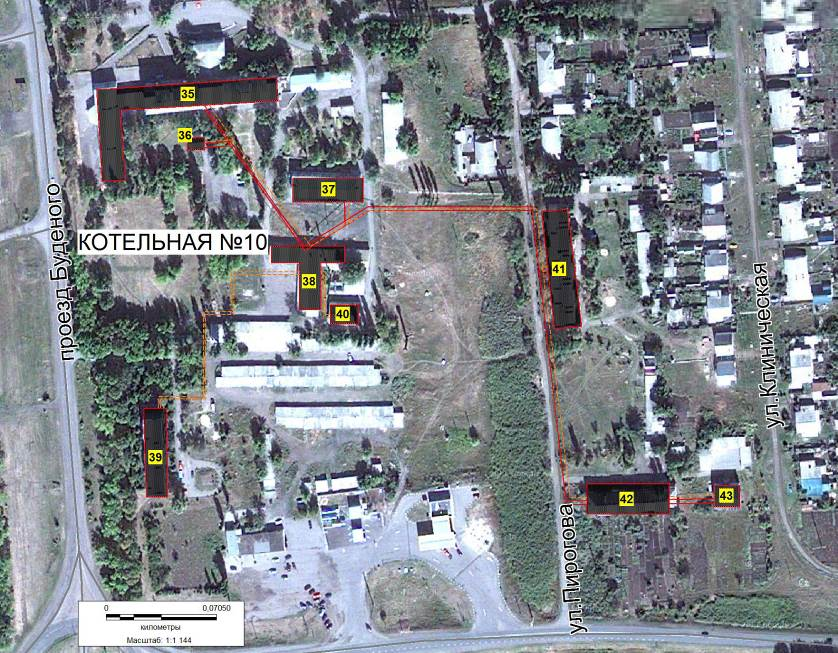 35
36
37
КОТЕЛЬНАЯ №10
проезд Буденого
38
41
40
ул.Клиническая
39
42
43
ул.Пирогова
0 0,07050
километры
Масштаб: 1:1 144